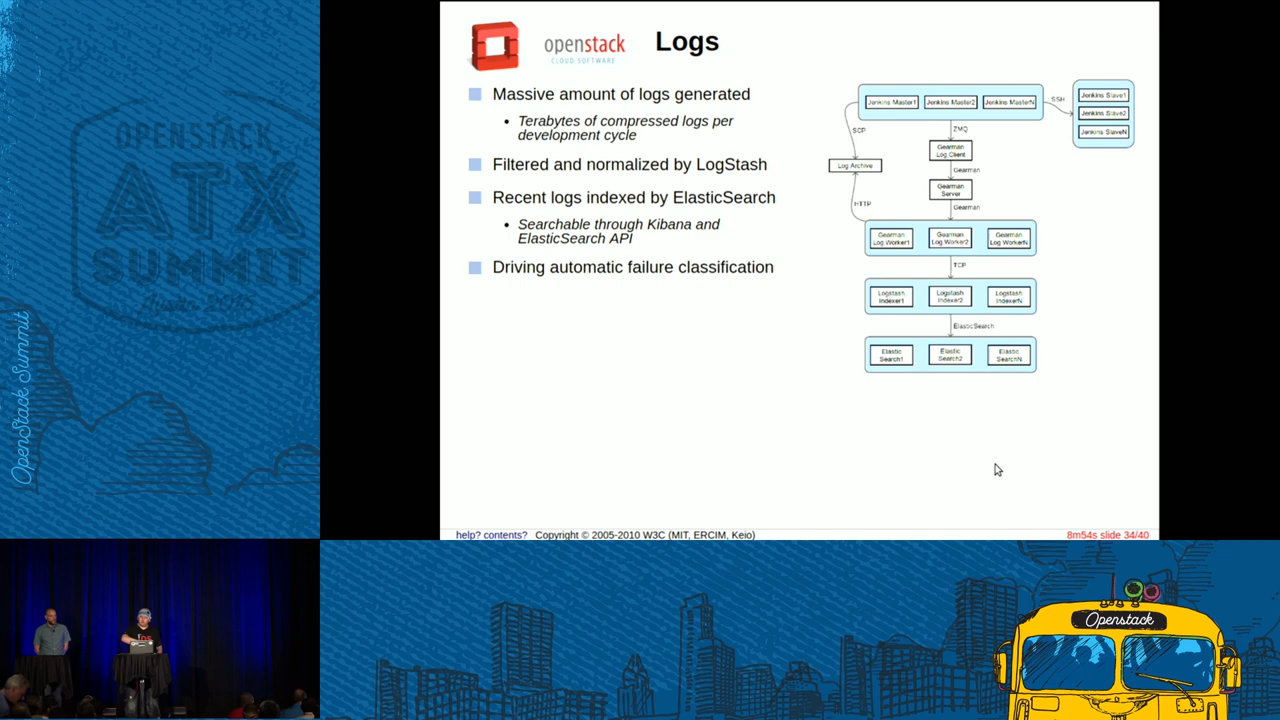 openstack
CLOUD SOFTWARE
Logs
Massive amount of logs generated
Terabytes of compressed logs per
development cycle
Filtered and normalized by LogStash
Recent logs indexed by ElasticSearch
Searchable through Kibana and
ElasticSearch API
Driving automatic failure classification
Jenkins Master1
Jenkins Master2
Jenkins MasterN
SSH
Jenkins Slave1
Jenkins Slave2
Jenkins SlaveN
SCP
ZMQ
Gearman
Log Client
Log Archive
Gearman
Gearman
Server
HTTP
Gearman
Gearman
Log Worker1
Gearman
Log Worker2
Gearman
Log WorkerN
TCP
Logstash
Indexer1
Logstash
Indexer2
Logstash
IndexerN
ElasticSearch
Elastic
Search1
Elastic
Search2
Elastic
SearchN
help? contents? Copyright © 2005-2010 W3C (MIT, ERCIM, Keio)
8m54s slide 34/40
OPENSTACK
ATX
SUMMIT
OpenStack Summit
Openstack